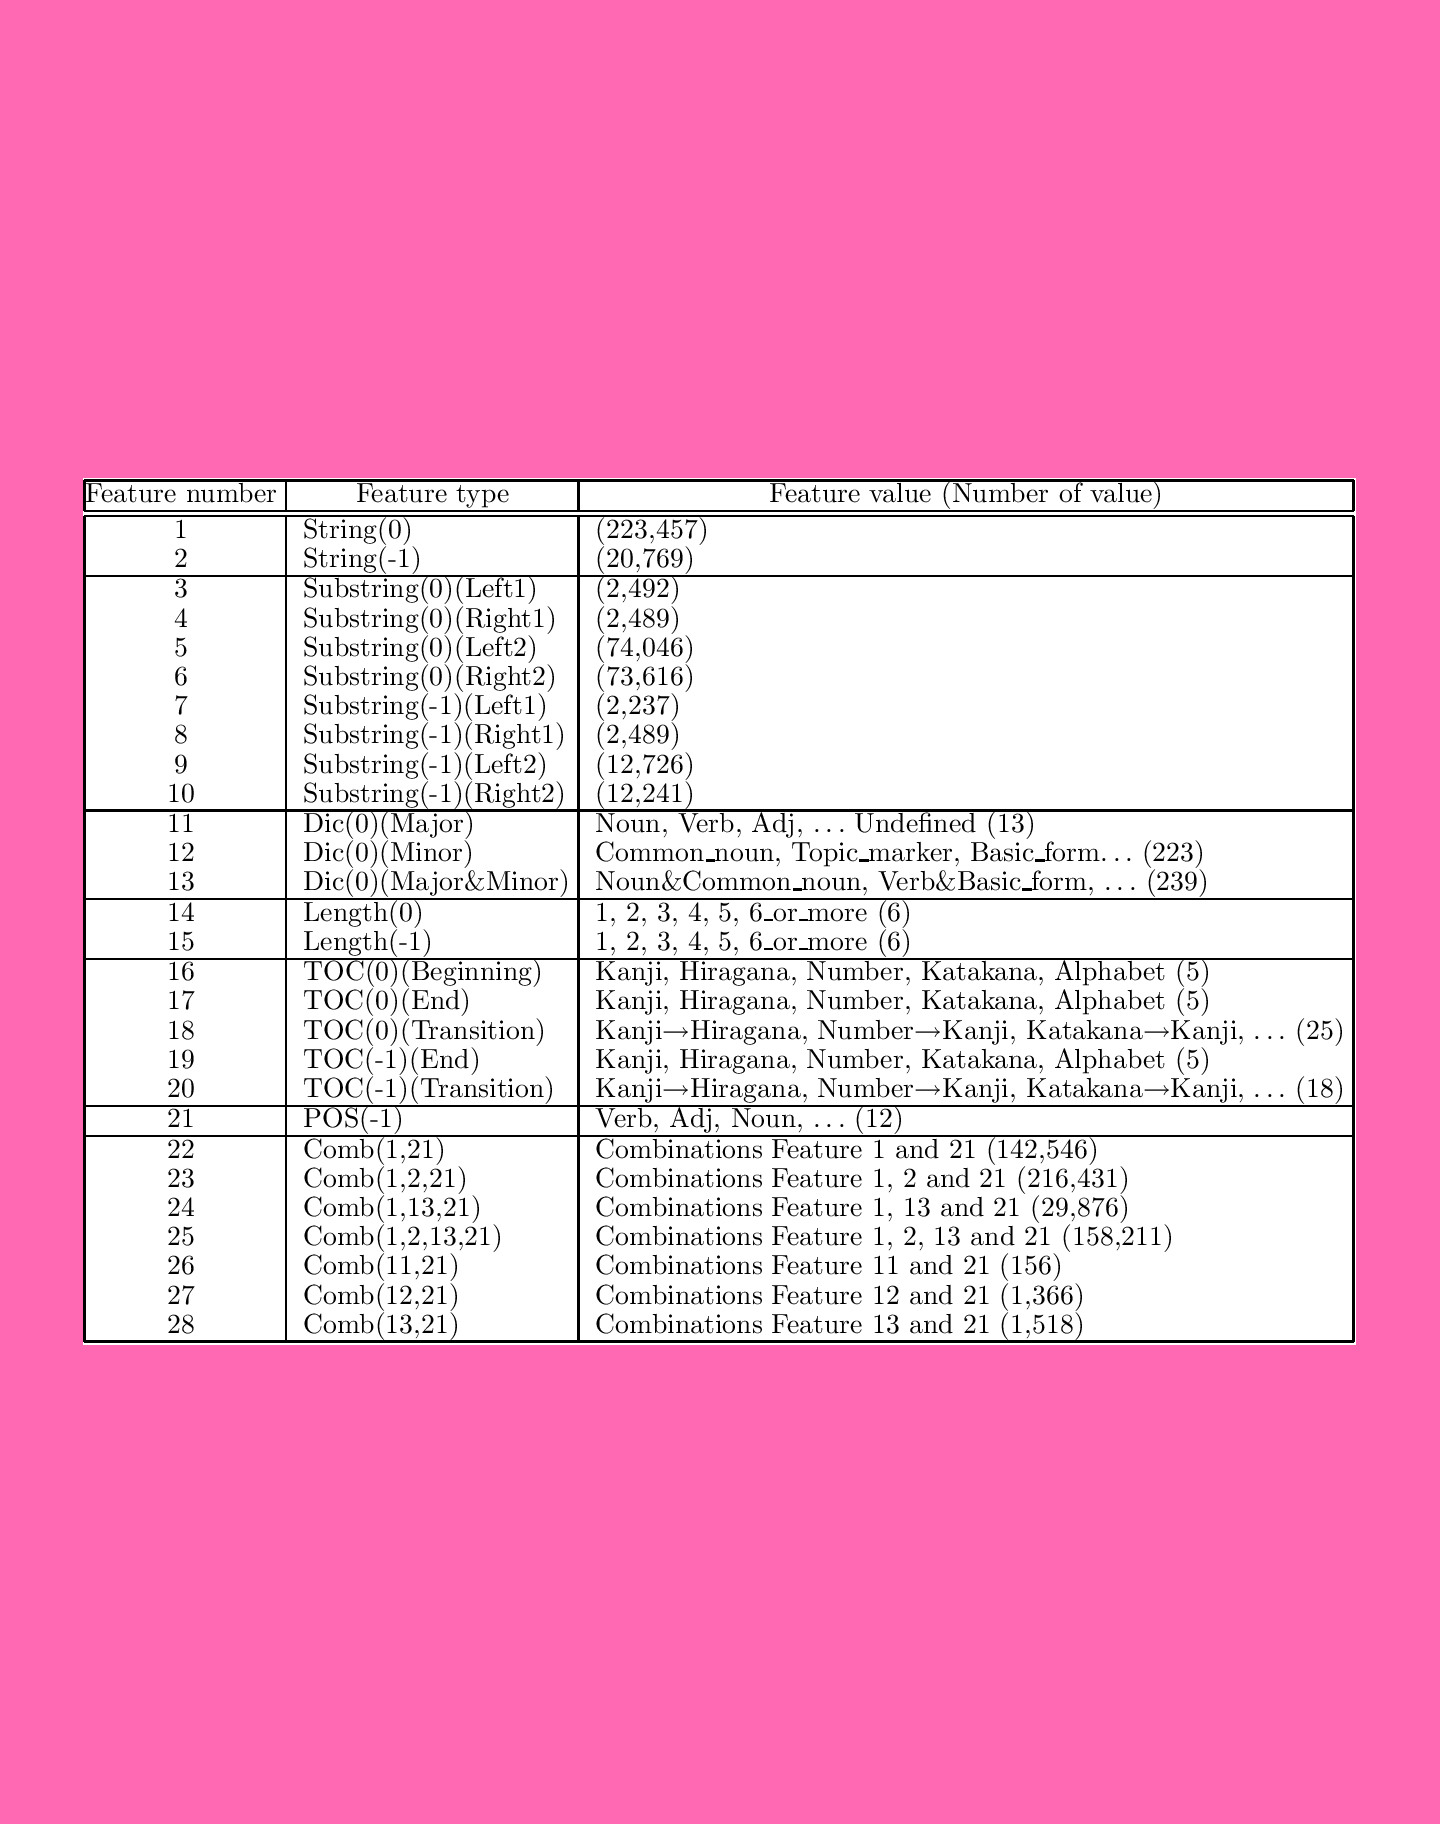 Feature number Feature type Feature value (Number of value)
1 String(0) (223,457)
2 String(-1) (20,769)
3 Substring(0)(Left1) (2,492)
4 Substring(0)(Right1) (2,489)
5 Substring(0)(Left2) (74,046)
6 Substring(0)(Right2) (73,616)
7 Substring(-1)(Left1) (2,237)
8 Substring(-1)(Right1) (2,489)
9 Substring(-1)(Left2) (12,726)
10 Substring(-1)(Right2) (12,241)
11 Dic(0)(Major) Noun, Verb, Adj, ... Undefined (13)
12 Dic(0)(Minor) Common_noun, Topic_marker, Basic_form... (223)
13 Dic(0)(Major&Minor) Noun&Common_noun, Verb&Basic_form, ... (239)
14 Length(0) 1, 2, 3, 4, 5, 6_or_more (6)
15 Length(-1) 1, 2, 3, 4, 5, 6_or_more (6)
16 TOC(0)(Beginning) Kanji, Hiragana, Number, Katakana, Alphabet (5)
17 TOC(0)(End) Kanji, Hiragana, Number, Katakana, Alphabet (5)
18 TOC(0)(Transition) Kanji→Hiragana, Number→Kanji, Katakana→Kanji, ... (25)
19 TOC(-1)(End) Kanji, Hiragana, Number, Katakana, Alphabet (5)
20 TOC(-1)(Transition) Kanji→Hiragana, Number→Kanji, Katakana→Kanji, ... (18)
21 POS(-1) Verb, Adj, Noun, ... (12)
22 Comb(1,21) Combinations Feature 1 and 21 (142,546)
23 Comb(1,2,21) Combinations Feature 1, 2 and 21 (216,431)
24 Comb(1,13,21) Combinations Feature 1, 13 and 21 (29,876)
25 Comb(1,2,13,21) Combinations Feature 1, 2, 13 and 21 (158,211)
26 Comb(11,21) Combinations Feature 11 and 21 (156)
27 Comb(12,21) Combinations Feature 12 and 21 (1,366)
28 Comb(13,21) Combinations Feature 13 and 21 (1,518)